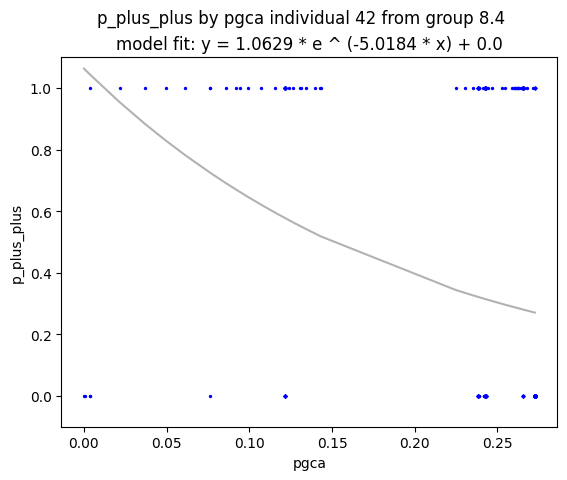 p_plus_plus by pgca individual 42 from group 8.4
model fit: y = 1.0629 * e ^ (-5.0184 * x) + 0.0
1.0
0.8
0.6
0.4
0.2
0.0
p_plus_plus
0.00 0.05 0.10 0.15 0.20 0.25
pgca